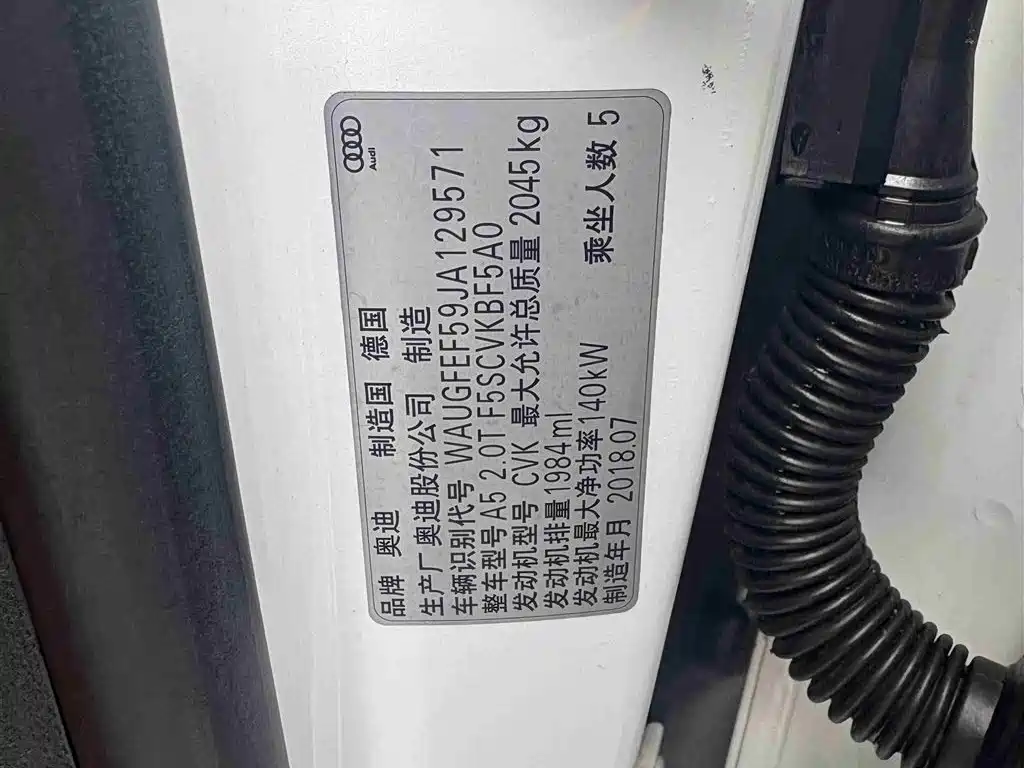 Audi
品牌 奥迪 制造国 德国
生产厂 奥迪股份公司 制造
车辆识别代号 WAUGFEF59JA129571
整车型号A5 2.0T F5SCVKBF5A0
发动机型号 CVK 最大允许总质量 2045kg
发动机排量1984ml
发动机最大净功率140kW 乘坐人数 5
制造年月 2018.07